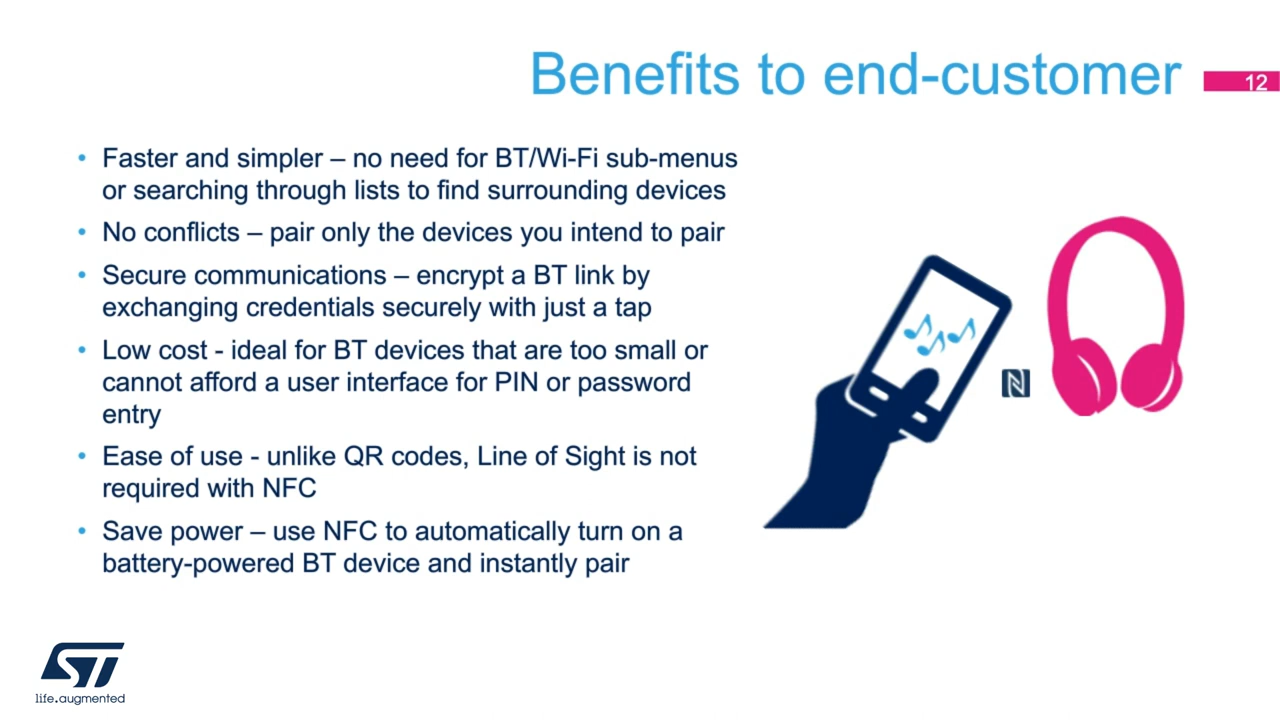 Benefits to end-customer
12
• Faster and simpler – no need for BT/Wi-Fi sub-menus
or searching through lists to find surrounding devices
• No conflicts – pair only the devices you intend to pair
• Secure communications – encrypt a BT link by
exchanging credentials securely with just a tap
• Low cost - ideal for BT devices that are too small or
cannot afford a user interface for PIN or password
entry
• Ease of use - unlike QR codes, Line of Sight is not
required with NFC
• Save power – use NFC to automatically turn on a
battery-powered BT device and instantly pair
ST
life.augmented